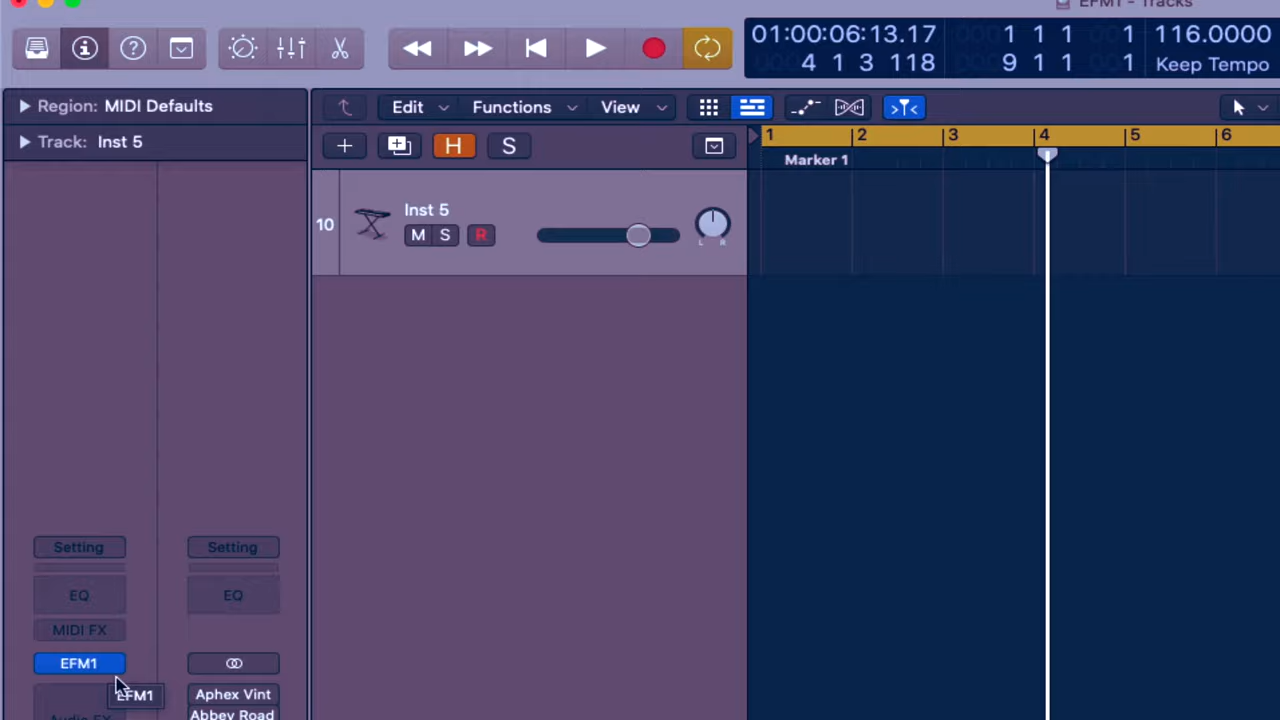 EFM1 - Tracks
01:00:06:13.17
4 1 3 118
1 1 1 1
9 1 1 1
116.0000
Keep Tempo
Region: MIDI Defaults
Edit
Functions
View
Track: Inst 5
H
S
1
2
3
4
5
6
Marker 1
10
Inst 5
M
S
R
L R
Setting
Setting
EQ
EQ
MIDI FX
EFM1
EFM1
Aphex Vint
Audio FX
Abbey Road